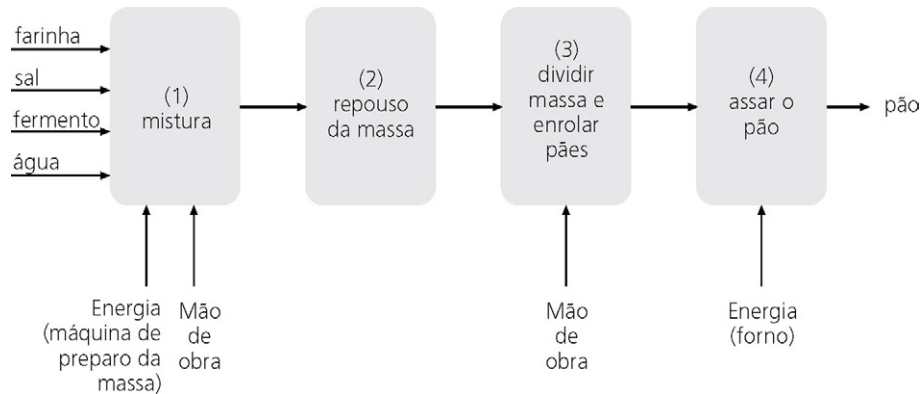 farinha
sal
fermento
água
(1)
mistura
(2)
repouso
da massa
(3)
dividir
massa e
enrolar
pães
(4)
assar o
pão
pão
Energia
(máquina de
preparo da
massa)
Mão
de
obra
Mão
de
obra
Energia
(forno)